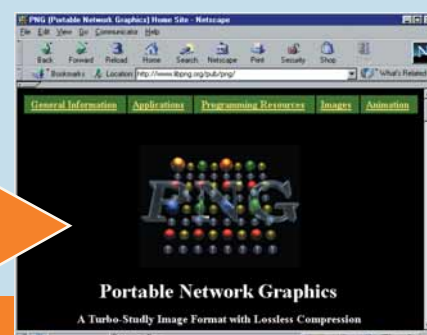 PNG (Portable Network Graphics) Home Site - Netscape
File Edit View Go Communicator Help
Back Forward Reload Home Search Netscape Print Security Shop
Bookmarks Location http://www.libpng.org/pub/png/ What's Related
General Information Applications Programming Resources Images Animation
PNG
Portable Network Graphics
A Turbo-Studly Image Format with Lossless Compression